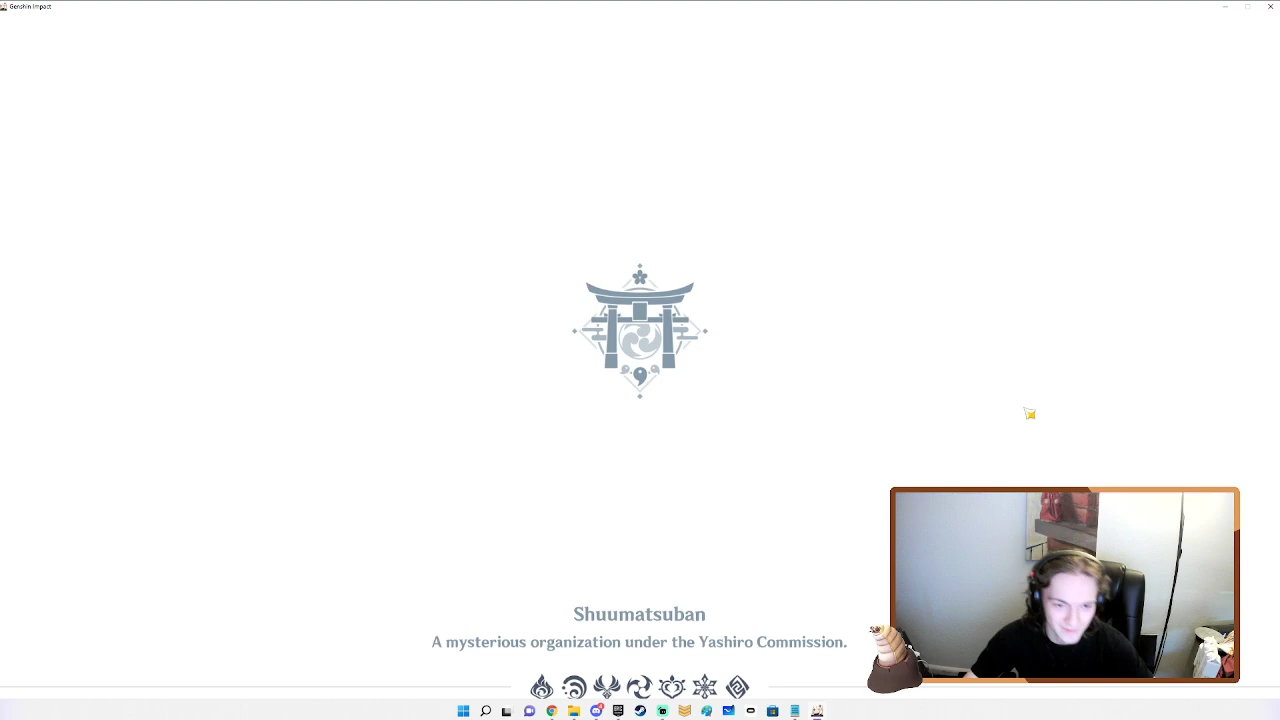 Genshin Impact
Shuumatsuban
A mysterious organization under the Yashiro Commission.